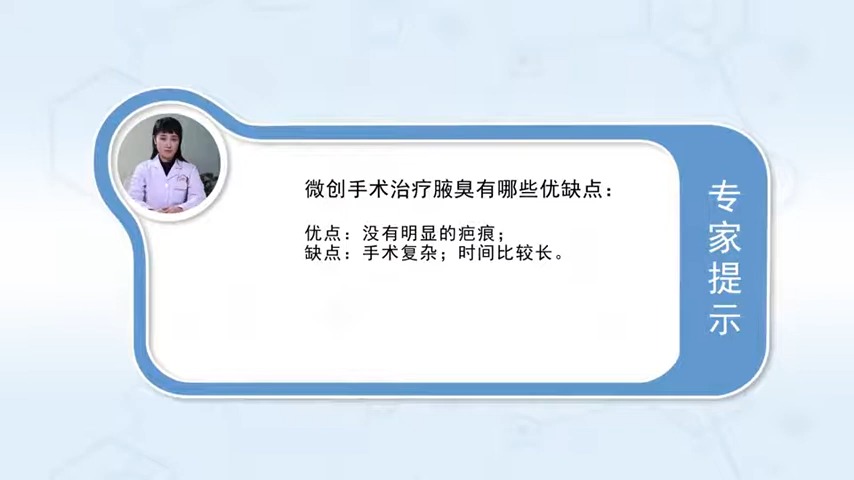 微创手术治疗腋臭有哪些优缺点：
优点：没有明显的疤痕；
缺点：手术复杂；时间比较长。
专家提示